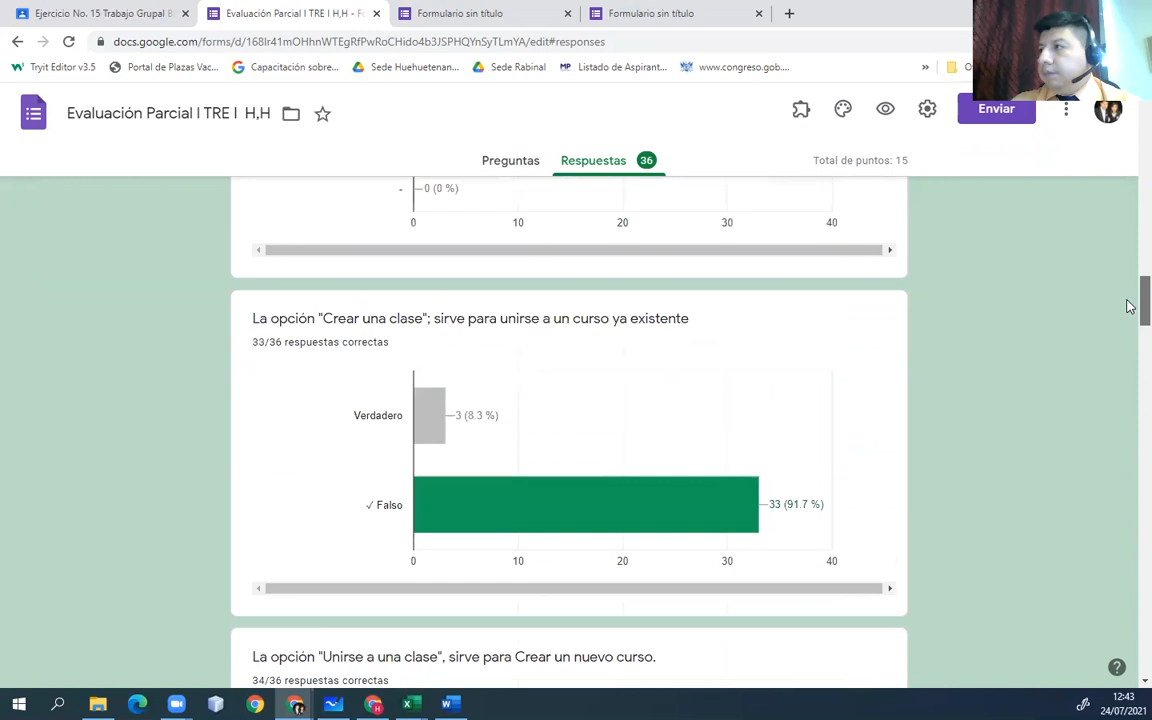 Ejercicio No. 15 Trabajo Grupal B
Evaluación Parcial I TRE I H,H - Fo
Formulario sin título
Formulario sin título
docs.google.com/forms/d/168Ir41mOHhnWTEgRfPwRoCHido4b3JSPHQYnSyTLmYA/edit#responses
Tryit Editor v3.5
Portal de Plazas Vac...
Capacitación sobre...
Sede Huehuetenan...
Sede Rabinal
MP Listado de Aspirant...
www.congreso.gob....
»
Evaluación Parcial I TRE I H,H
Enviar
Preguntas
Respuestas 36
Total de puntos: 15
- 0 (0 %)
0 10 20 30 40
La opción "Crear una clase"; sirve para unirse a un curso ya existente
33/36 respuestas correctas
Verdadero 3 (8.3 %)
✓ Falso 33 (91.7 %)
0 10 20 30 40
La opción "Unirse a una clase", sirve para Crear un nuevo curso.
34/36 respuestas correctas
12:43
24/07/2021